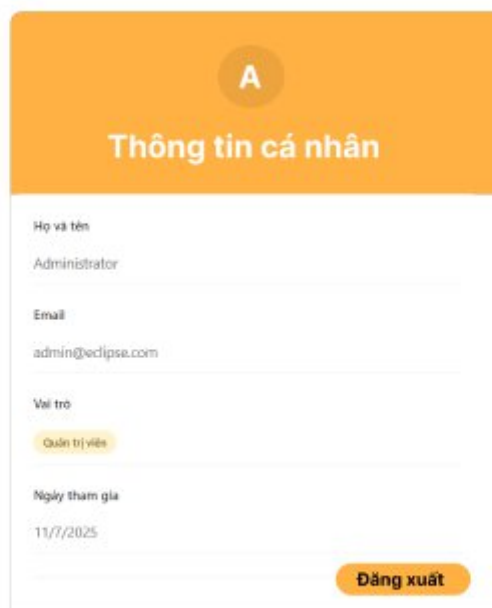 A
Thông tin cá nhân
Họ và tên
Administrator
Email
admin@eclipse.com
Vai trò
Quản trị viên
Ngày tham gia
11/7/2025
Đăng xuất